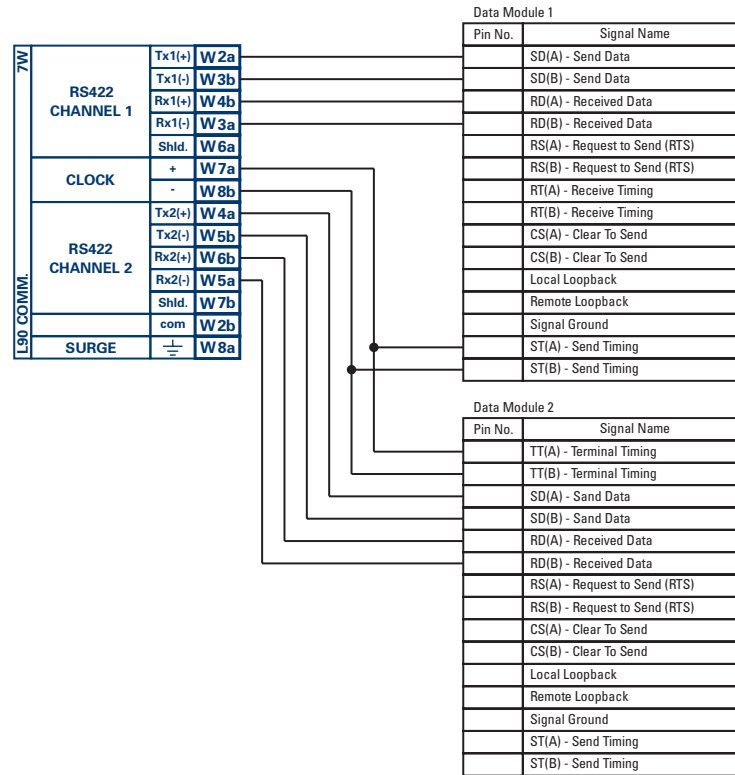 Data Module 1
Pin No. Signal Name
7W
Tx1(+) W2a SD(A) - Send Data
Tx1(-) W3b SD(B) - Send Data
RS422
CHANNEL 1
Rx1(+) W4b RD(A) - Received Data
Rx1(-) W3a RD(B) - Received Data
Shld. W6a RS(A) - Request to Send (RTS)
CLOCK
+ W7a RS(B) - Request to Send (RTS)
- W8b RT(A) - Receive Timing
Tx2(+) W4a RT(B) - Receive Timing
Tx2(-) W5b CS(A) - Clear To Send
RS422
CHANNEL 2
Rx2(+) W6b CS(B) - Clear To Send
Rx2(-) W5a Local Loopback
Shld. W7b Remote Loopback
com W2b Signal Ground
L90 COMM.
SURGE W8a ST(A) - Send Timing
ST(B) - Send Timing
Data Module 2
Pin No. Signal Name
TT(A) - Terminal Timing
TT(B) - Terminal Timing
SD(A) - Sand Data
SD(B) - Sand Data
RD(A) - Received Data
RD(B) - Received Data
RS(A) - Request to Send (RTS)
RS(B) - Request to Send (RTS)
CS(A) - Clear To Send
CS(B) - Clear To Send
Local Loopback
Remote Loopback
Signal Ground
ST(A) - Send Timing
ST(B) - Send Timing